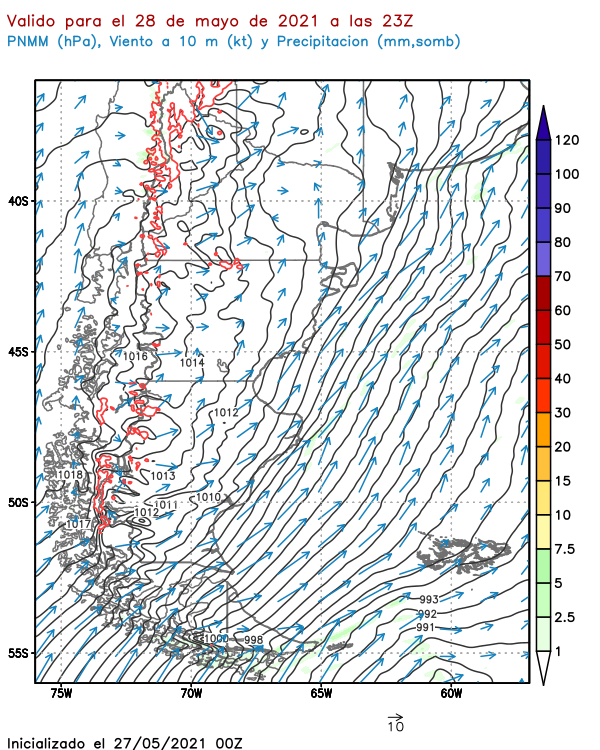 Valido para el 28 de mayo de 2021 a las 23Z
PNMM (hPa), Viento a 10 m (kt) y Precipitacion (mm,somb)
120
100
90
80
70
60
50
40
30
20
15
10
7.5
5
2.5
1
40S
45S
50S
55S
1016
1014
1012
1018
1013
1010
1011
1012
1017
993
992
991
1000
998
75W
70W
65W
60W
10
Inicializado el 27/05/2021 00Z